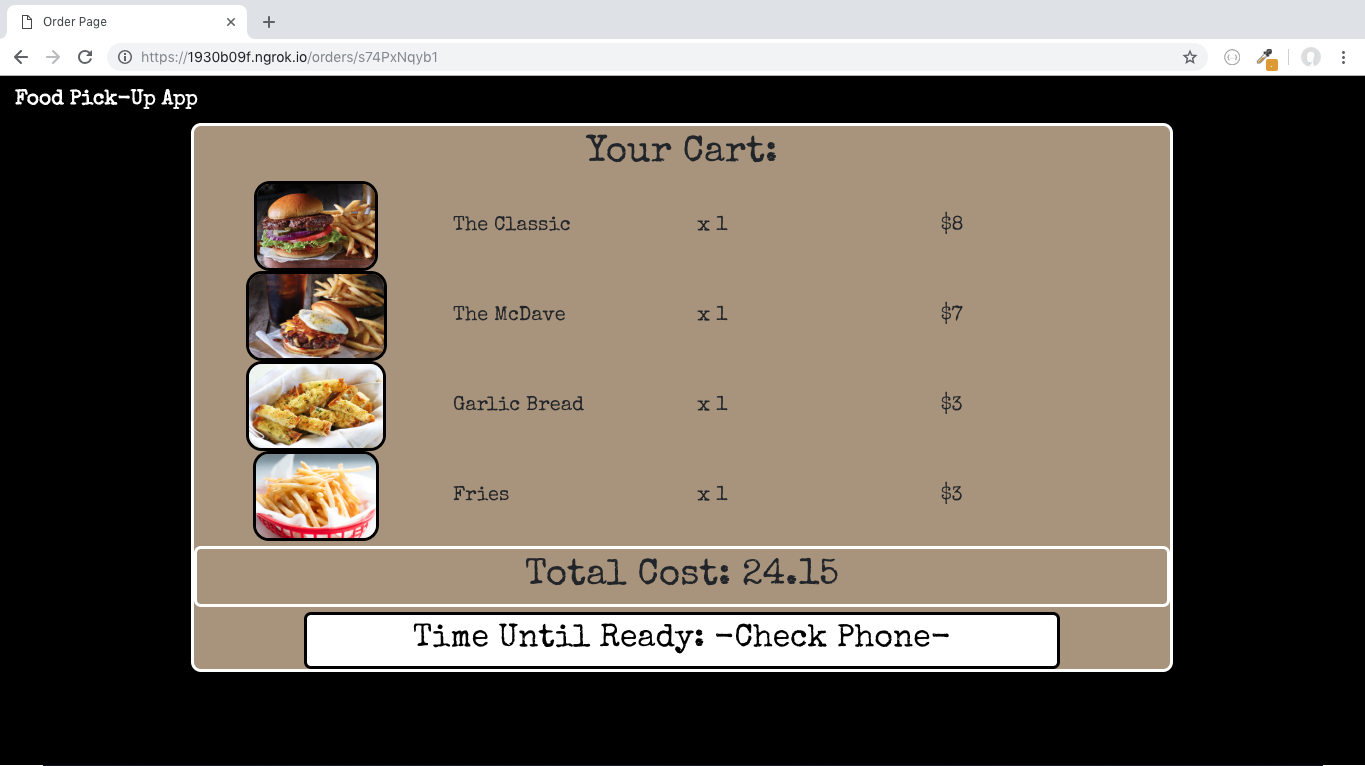 Order Page
https://1930b09f.ngrok.io/orders/s74PxNqyb1
Food Pick-Up App
Your Cart:
The Classic x 1 $8
The McDave x 1 $7
Garlic Bread x 1 $3
Fries x 1 $3
Total Cost: 24.15
Time Until Ready: -Check Phone-